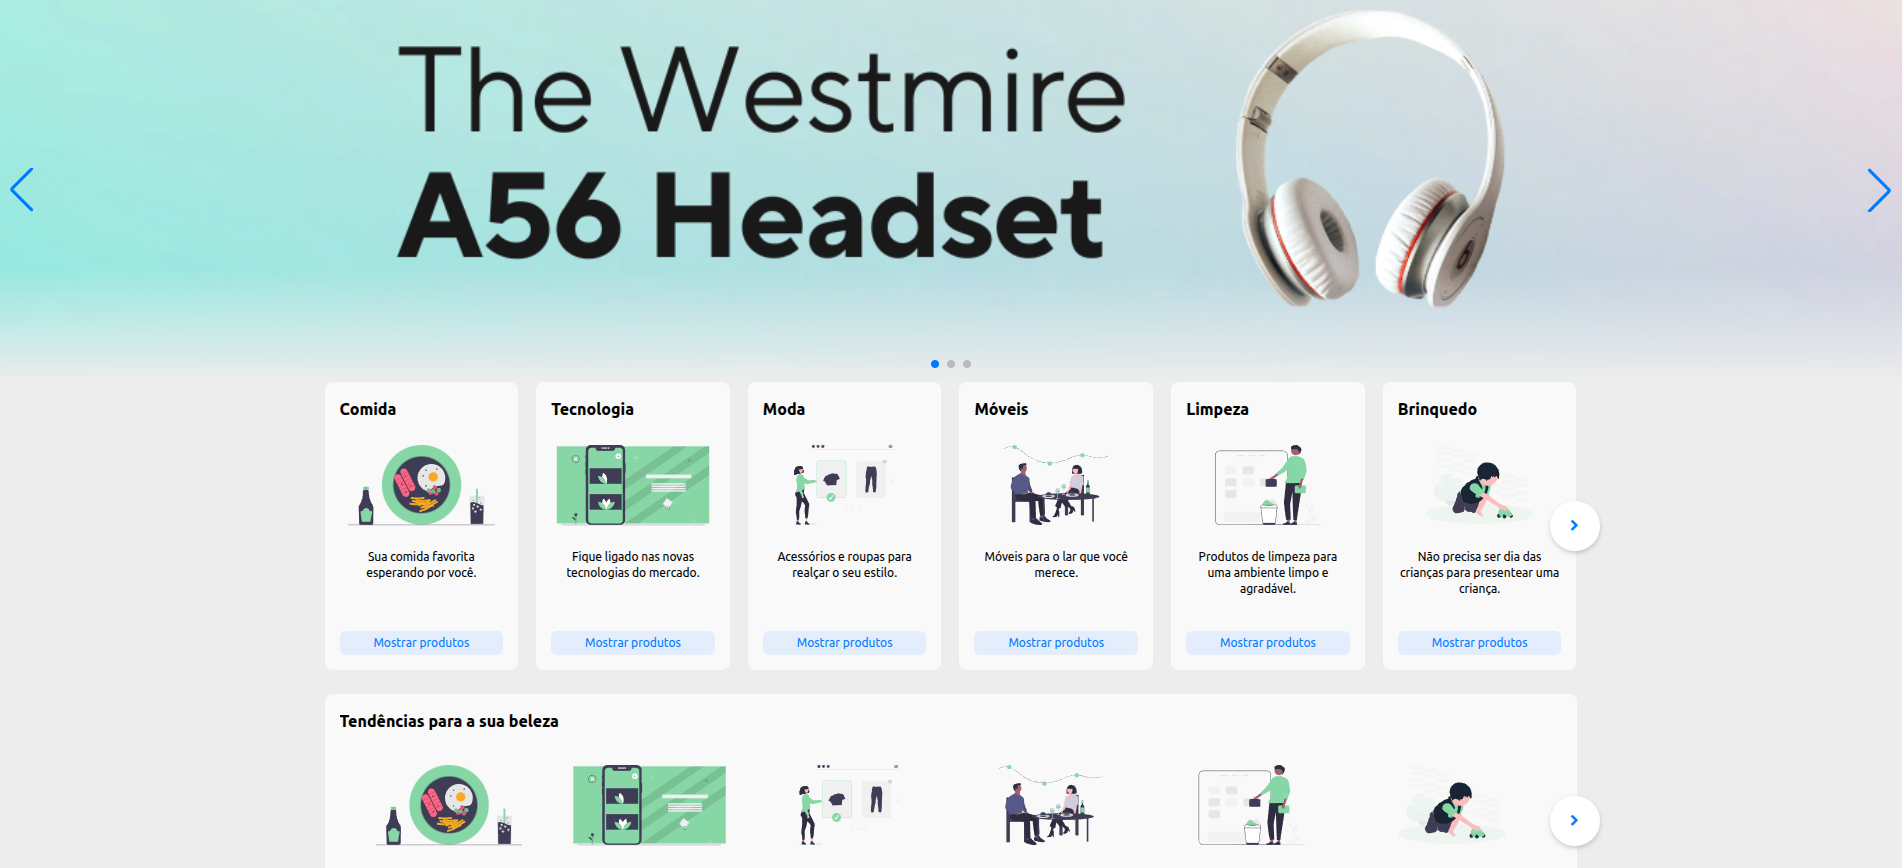 The Westmire
A56 Headset
Comida
Sua comida favorita
esperando por você.
Mostrar produtos
Tecnologia
Fique ligado nas novas
tecnologias do mercado.
Mostrar produtos
Moda
Acessórios e roupas para
realçar o seu estilo.
Mostrar produtos
Móveis
Móveis para o lar que você
merece.
Mostrar produtos
Limpeza
Produtos de limpeza para
uma ambiente limpo e
agradável.
Mostrar produtos
Brinquedo
Não precisa ser dia das
crianças para presentear uma
criança.
Mostrar produtos
Tendências para a sua beleza